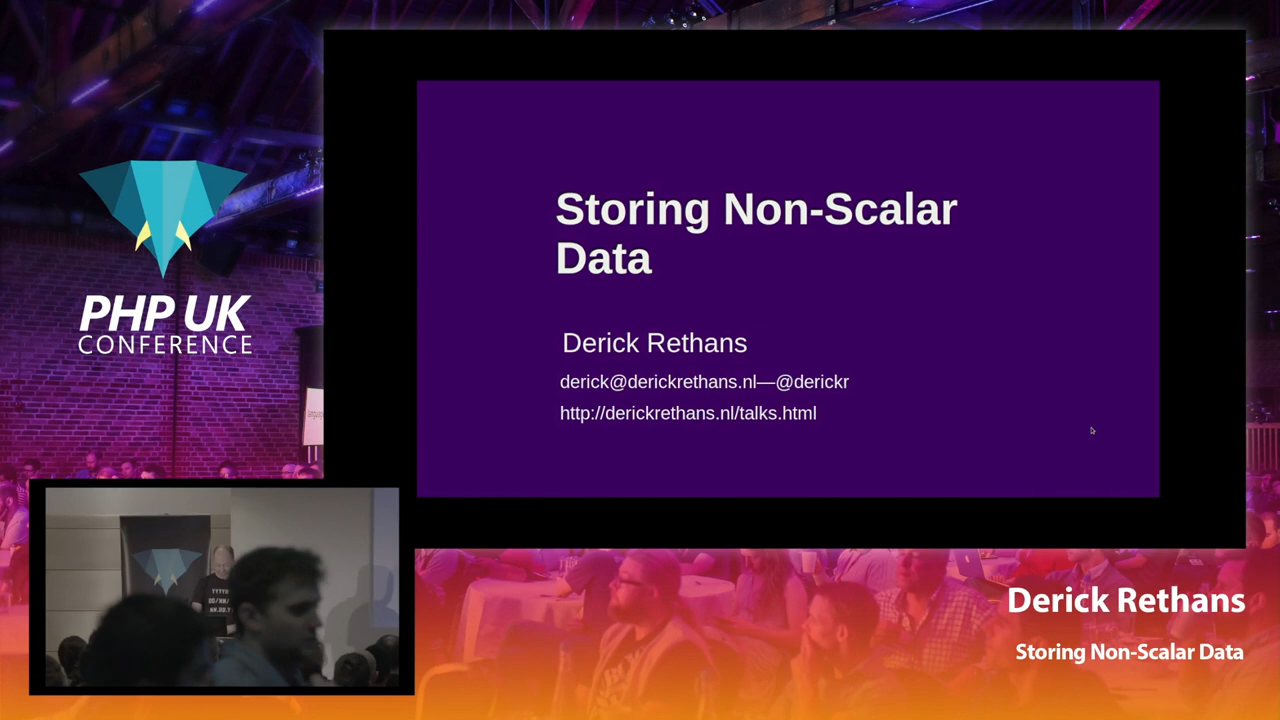 Storing Non-Scalar
Data
Derick Rethans
derick@derickrethans.nl—@derickr
http://derickrethans.nl/talks.html
PHP UK
CONFERENCE
Derick Rethans
Storing Non-Scalar Data